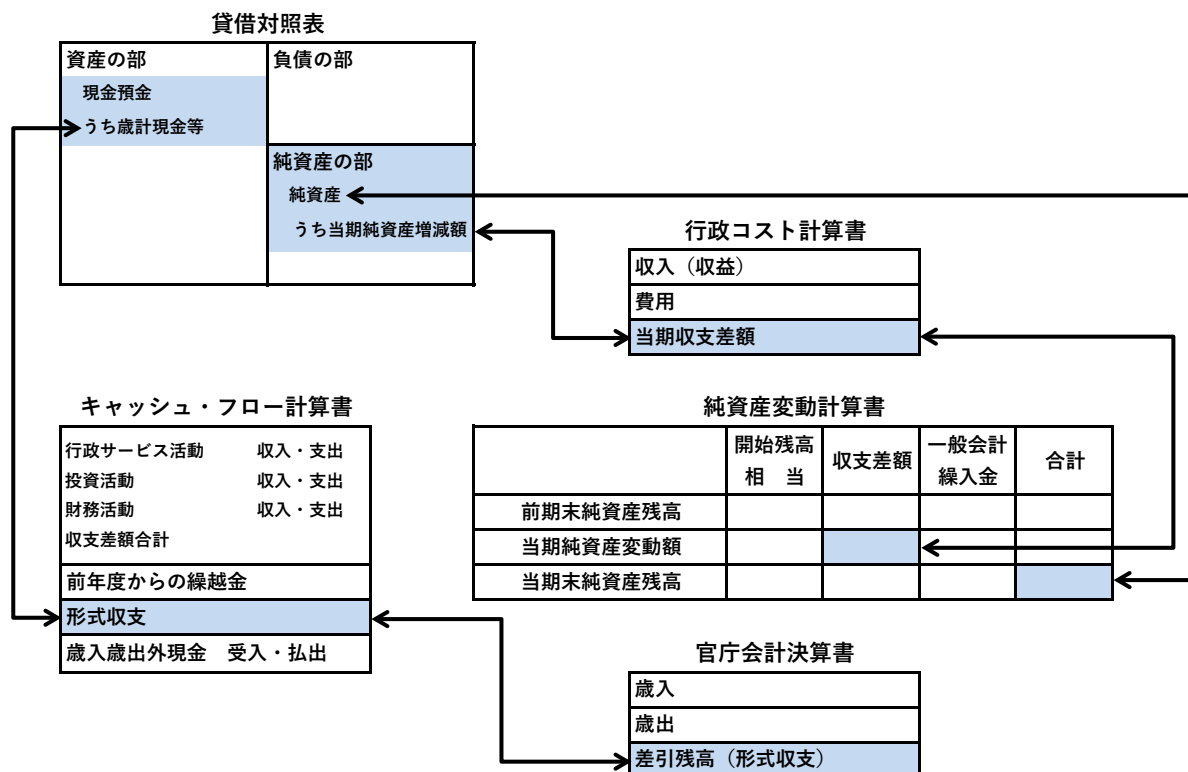 貸借対照表
資産の部
負債の部
現金預金
うち歳計現金等
純資産の部
純資産
うち当期純資産増減額
行政コスト計算書
収入（収益）
費用
当期収支差額
キャッシュ・フロー計算書
行政サービス活動　収入・支出
投資活動　収入・支出
財務活動　収入・支出
収支差額合計
前年度からの繰越金
形式収支
歳入歳出外現金　受入・払出
純資産変動計算書
開始残高
相　当
収支差額
一般会計
繰入金
合計
前期末純資産残高
当期純資産変動額
当期末純資産残高
官庁会計決算書
歳入
歳出
差引残高（形式収支）